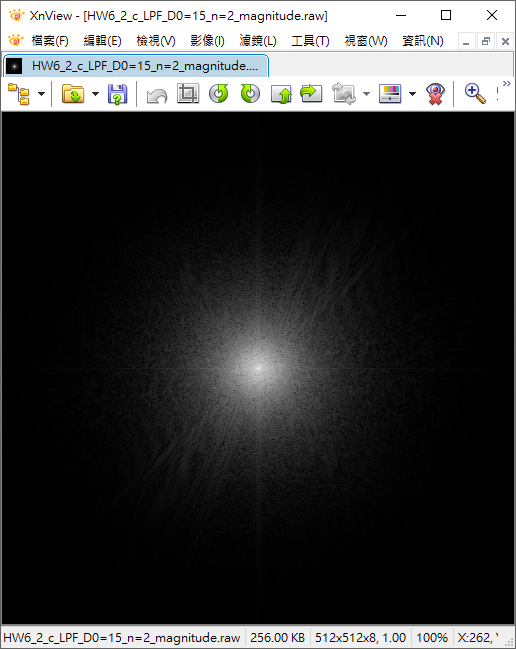 XnView - [HW6_2_c_LPF_D0=15_n=2_magnitude.raw]
檔案(F) 編輯(E) 檢視(V) 影像(I) 濾鏡(L) 工具(T) 視窗(W) 資訊(N)
HW6_2_c_LPF_D0=15_n=2_magnitude....
HW6_2_c_LPF_D0=15_n=2_magnitude.raw 256.00 KB 512x512x8, 1.00 100% X:262,